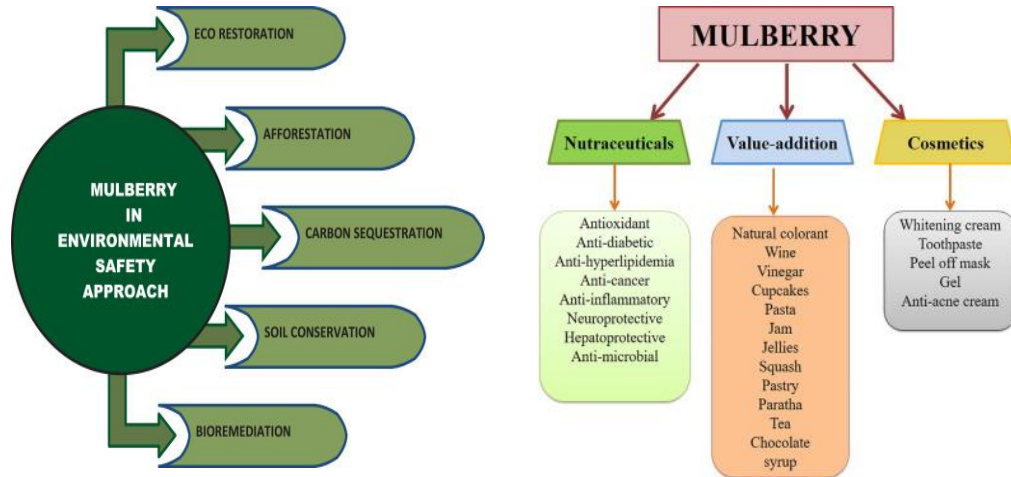 ECO RESTORATION
AFFORESTATION
MULBERRY
IN
ENVIRONMENTAL
SAFETY
APPROACH
CARBON SEQUESTRATION
SOIL CONSERVATION
BIOREMEDIATION
MULBERRY
Nutraceuticals
Value-addition
Cosmetics
Antioxidant
Anti-diabetic
Anti-hyperlipidemia
Anti-cancer
Anti-inflammatory
Neuroprotective
Hepatoprotective
Anti-microbial
Natural colorant
Wine
Vinegar
Cupcakes
Pasta
Jam
Jellies
Squash
Pastry
Paratha
Tea
Chocolate
syrup
Whitening cream
Toothpaste
Peel off mask
Gel
Anti-acne cream